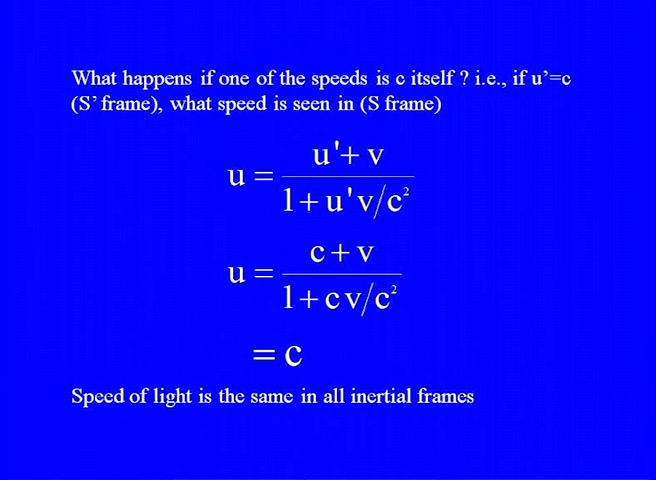 What happens if one of the speeds is c itself ? i.e., if u’=c
(S’ frame), what speed is seen in (S frame)
u = u'+ v / 1 + u'v/c²
u = c + v / 1 + cv/c²
= c
Speed of light is the same in all inertial frames